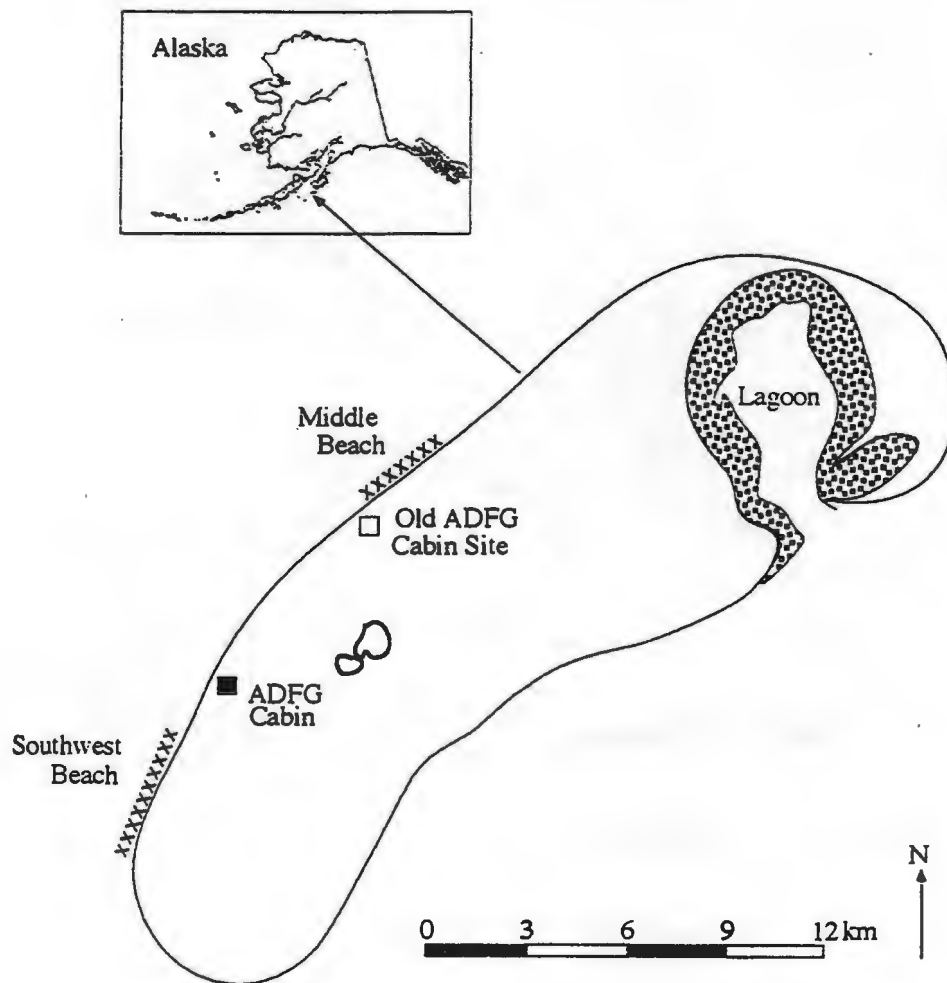 Alaska
Lagoon
Middle
Beach
xxxxxxx
Old ADFG
Cabin Site
ADFG
Cabin
Southwest
Beach
xxxxxxxxxx
N
0 3 6 9 12 km